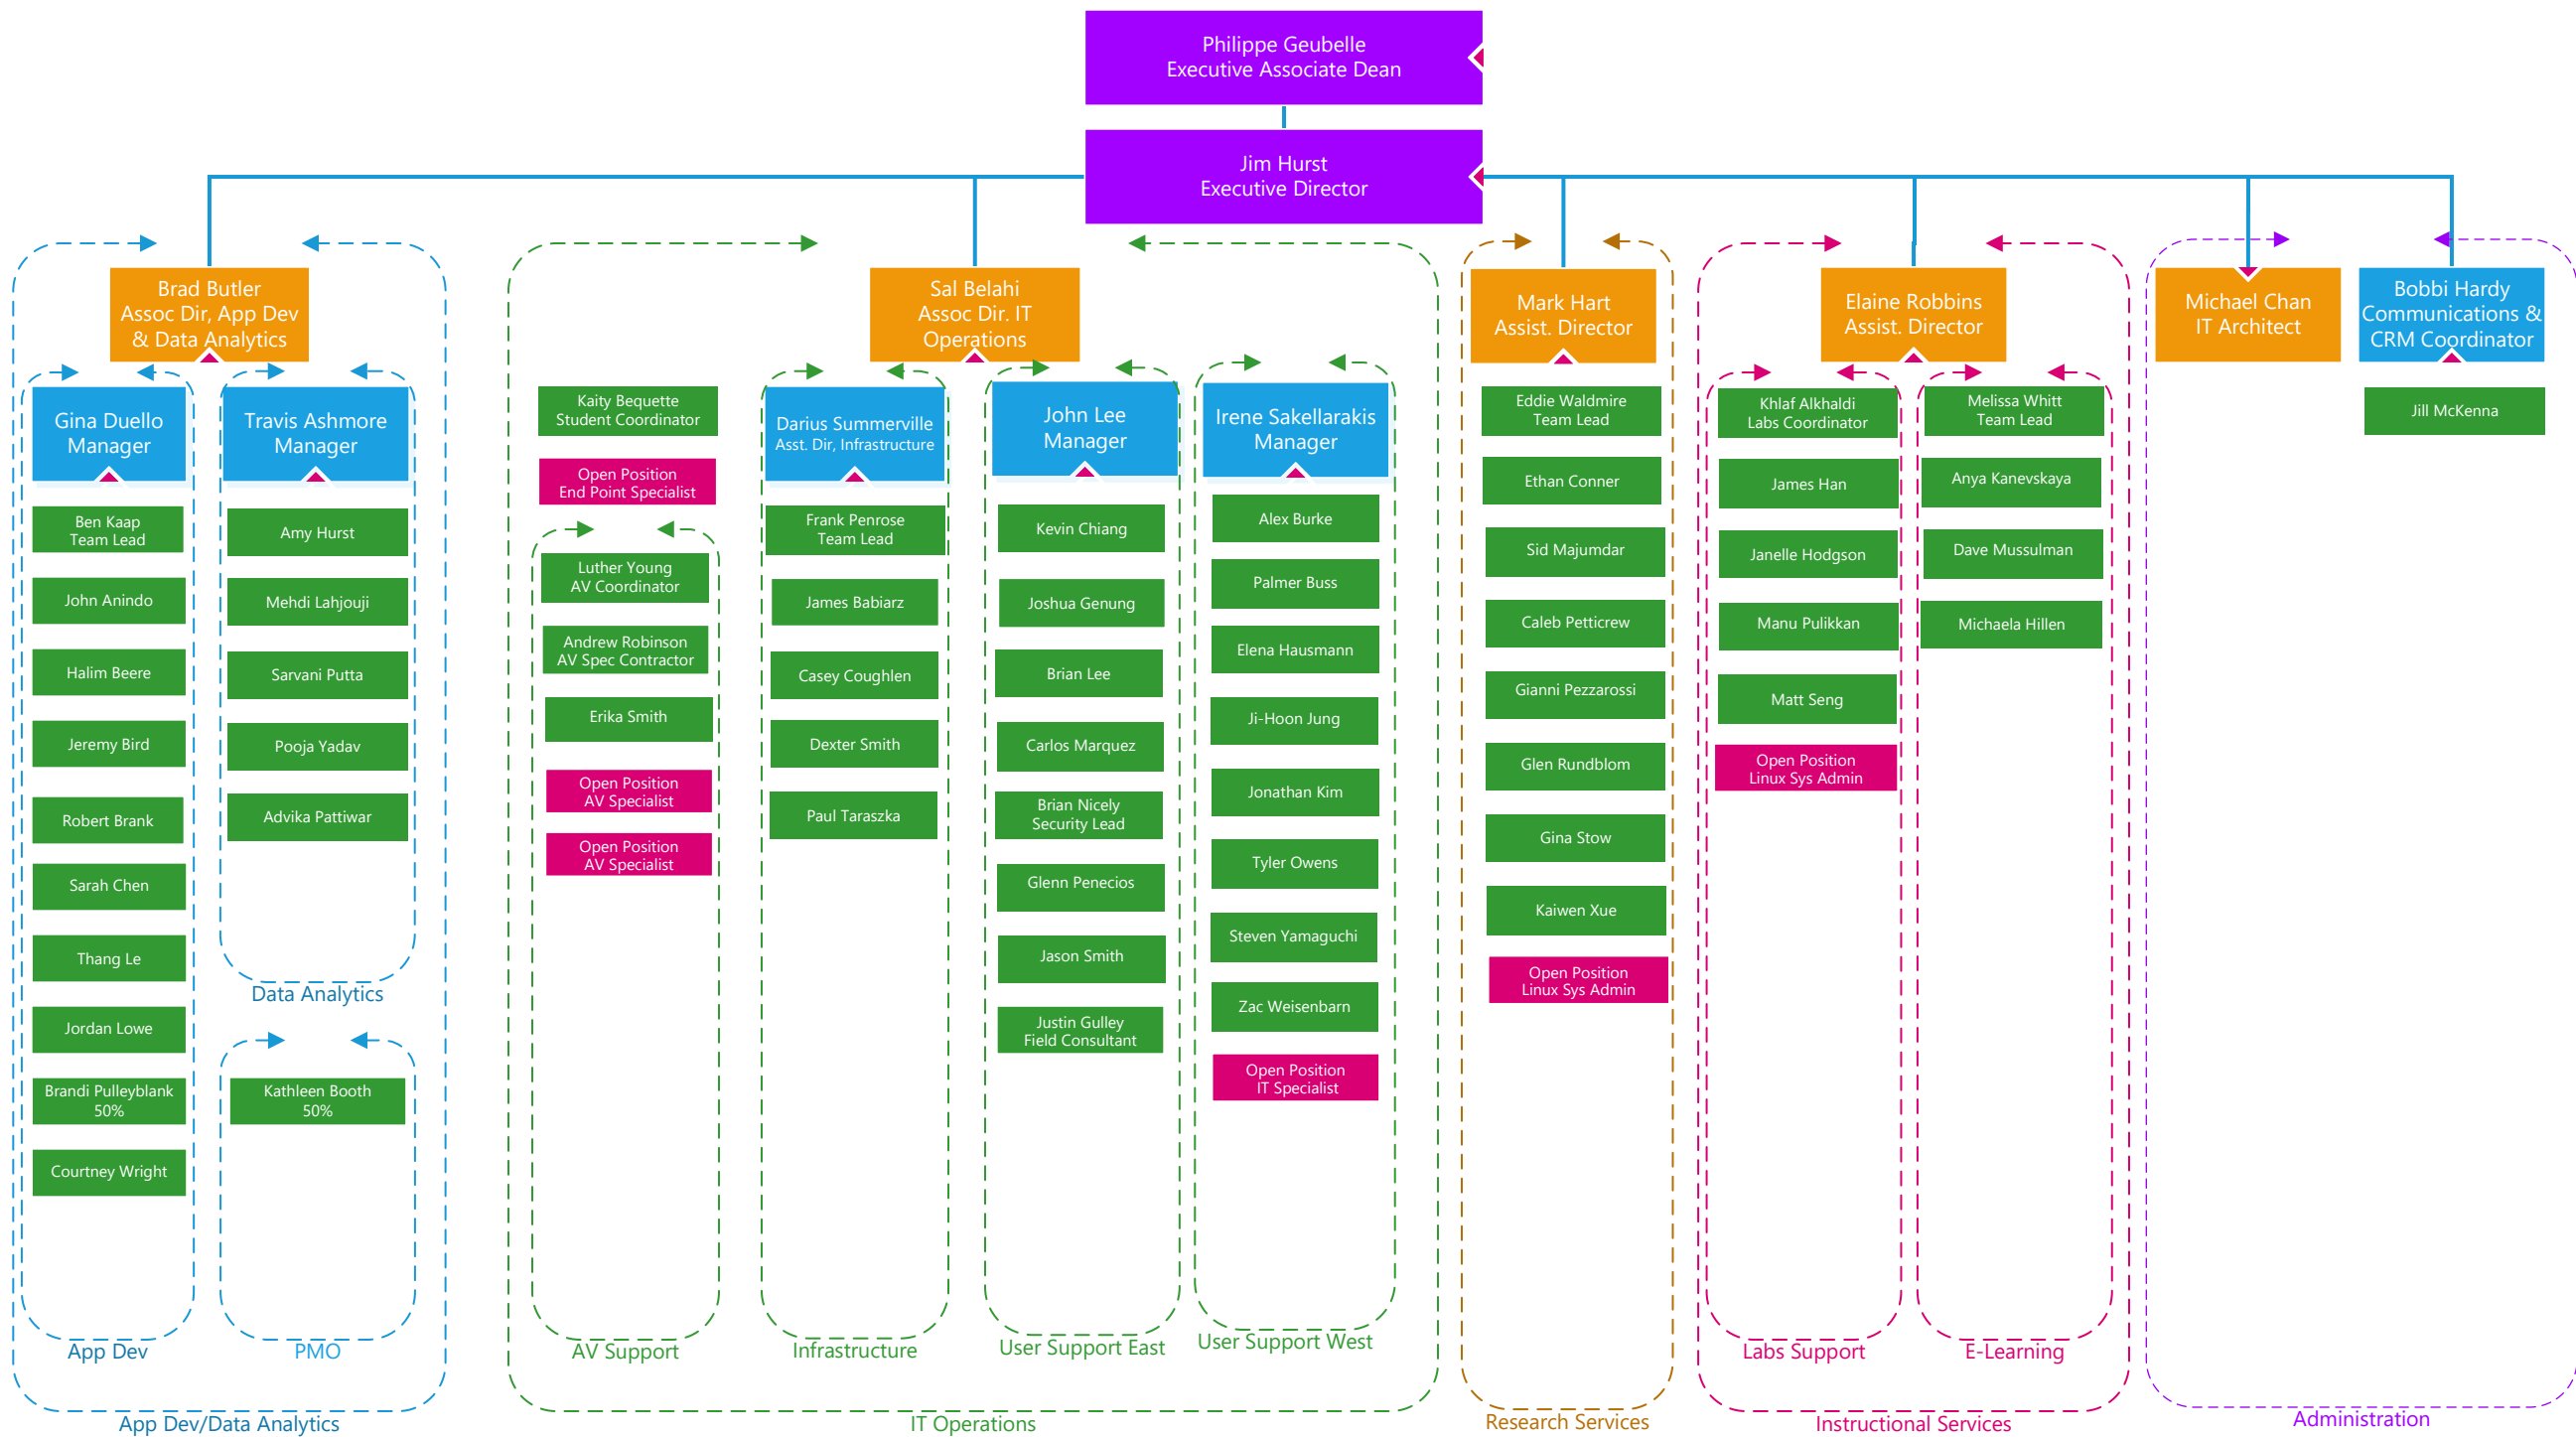 Philippe Geubelle
Executive Associate Dean
Jim Hurst
Executive Director
Brad Butler
Assoc Dir, App Dev
& Data Analytics
Gina Duello
Manager
Ben Kaap
Team Lead
John Anindo
Halim Beere
Jeremy Bird
Robert Brank
Sarah Chen
Thang Le
Jordan Lowe
Brandi Pulleyblank
50%
Courtney Wright
App Dev
Travis Ashmore
Manager
Amy Hurst
Mehdi Lahjouji
Sarvani Putta
Pooja Yadav
Advika Pattiwar
Data Analytics
Kathleen Booth
50%
PMO
App Dev/Data Analytics
Sal Belahi
Assoc Dir. IT
Operations
Kaity Bequette
Student Coordinator
Open Position
End Point Specialist
Luther Young
AV Coordinator
Andrew Robinson
AV Spec Contractor
Erika Smith
Open Position
AV Specialist
Open Position
AV Specialist
AV Support
Darius Summerville
Asst. Dir, Infrastructure
Frank Penrose
Team Lead
James Babiarz
Casey Coughlen
Dexter Smith
Paul Taraszka
Infrastructure
John Lee
Manager
Kevin Chiang
Joshua Genung
Brian Lee
Carlos Marquez
Brian Nicely
Security Lead
Glenn Penecios
Jason Smith
Justin Gulley
Field Consultant
User Support East
Irene Sakellarakis
Manager
Alex Burke
Palmer Buss
Elena Hausmann
Ji-Hoon Jung
Jonathan Kim
Tyler Owens
Steven Yamaguchi
Zac Weisenbarn
Open Position
IT Specialist
User Support West
IT Operations
Mark Hart
Assist. Director
Eddie Waldmire
Team Lead
Ethan Conner
Sid Majumdar
Caleb Petticrew
Gianni Pezzarossi
Glen Rundblom
Gina Stow
Kaiwen Xue
Open Position
Linux Sys Admin
Research Services
Elaine Robbins
Assist. Director
Khlaf Alkhaldi
Labs Coordinator
James Han
Janelle Hodgson
Manu Pulikkan
Matt Seng
Open Position
Linux Sys Admin
Labs Support
Melissa Whitt
Team Lead
Anya Kanevskaya
Dave Mussulman
Michaela Hillen
E-Learning
Instructional Services
Michael Chan
IT Architect
Bobbi Hardy
Communications &
CRM Coordinator
Jill McKenna
Administration